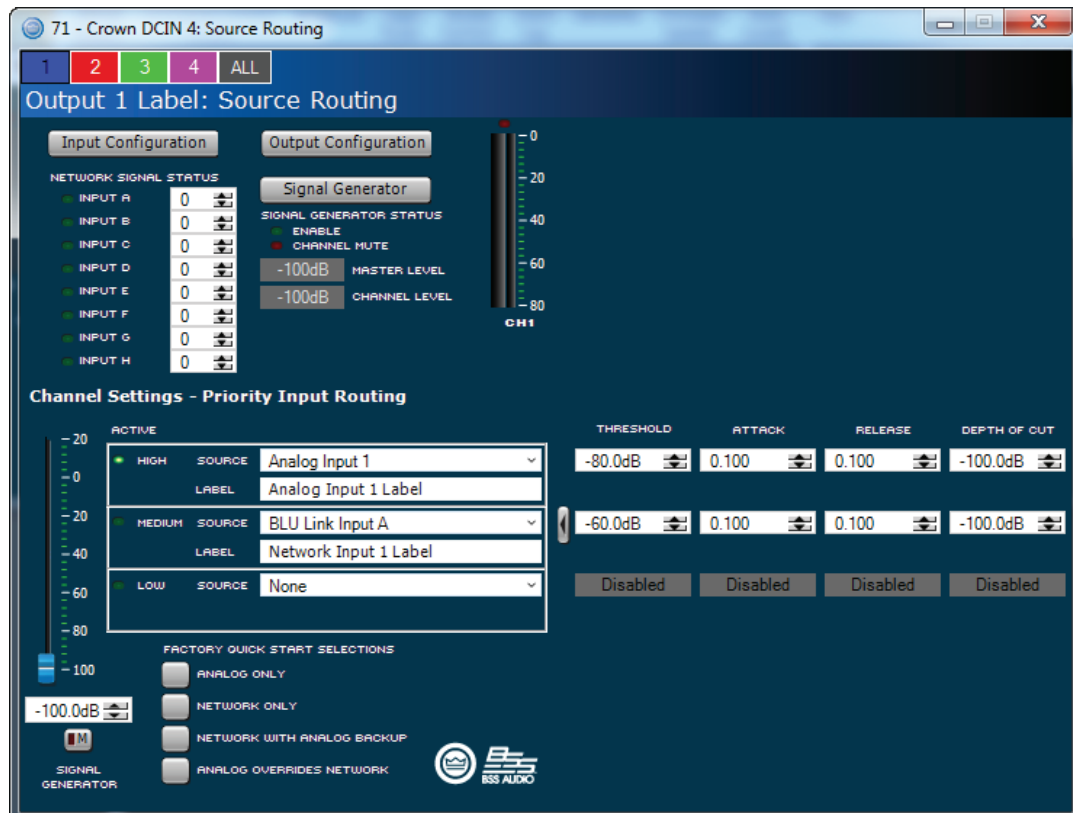 71 - Crown DCIN 4: Source Routing
1 2 3 4 ALL
Output 1 Label: Source Routing
Input Configuration
Output Configuration
NETWORK SIGNAL STATUS
INPUT A 0
INPUT B 0
INPUT C 0
INPUT D 0
INPUT E 0
INPUT F 0
INPUT G 0
INPUT H 0
Signal Generator
SIGNAL GENERATOR STATUS
ENABLE
CHANNEL MUTE
-100dB MASTER LEVEL
-100dB CHANNEL LEVEL
0
20
40
60
80
CH1
Channel Settings - Priority Input Routing
20
0
20
40
60
80
100
ACTIVE
THRESHOLD ATTACK RELEASE DEPTH OF CUT
HIGH SOURCE Analog Input 1 -80.0dB 0.100 0.100 -100.0dB
LABEL Analog Input 1 Label
MEDIUM SOURCE BLU Link Input A -60.0dB 0.100 0.100 -100.0dB
LABEL Network Input 1 Label
LOW SOURCE None Disabled Disabled Disabled Disabled
-100.0dB
M
SIGNAL
GENERATOR
FACTORY QUICK START SELECTIONS
ANALOG ONLY
NETWORK ONLY
NETWORK WITH ANALOG BACKUP
ANALOG OVERRIDES NETWORK
BSS
BSS AUDIO